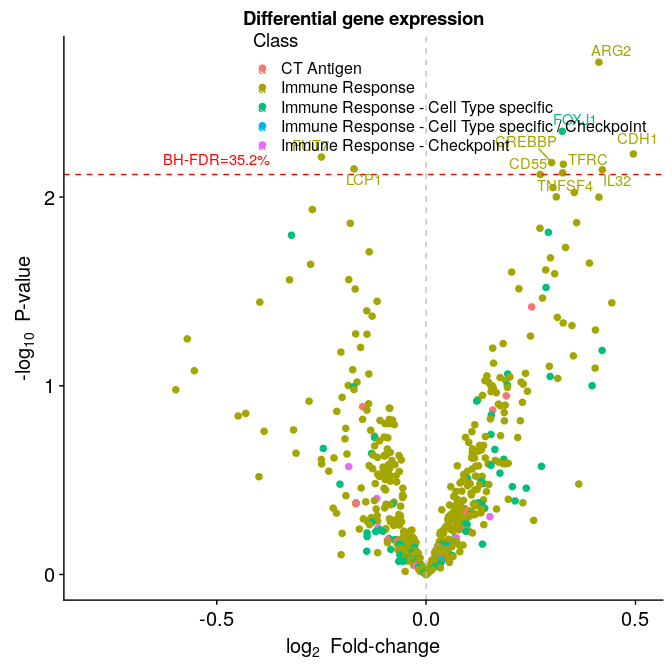 Differential gene expression
Class
CT Antigen
Immune Response
Immune Response - Cell Type specific
Immune Response - Cell Type specific / Checkpoint
Immune Response - Checkpoint
ARG2
FOXJ1
CDH1
CREBBP
BH-FDR=35.2%
CD55
TFRC
LCP1
TNFSF4
IL32
2
1
0
-log10 P-value
-0.5
0.0
0.5
log2 Fold-change